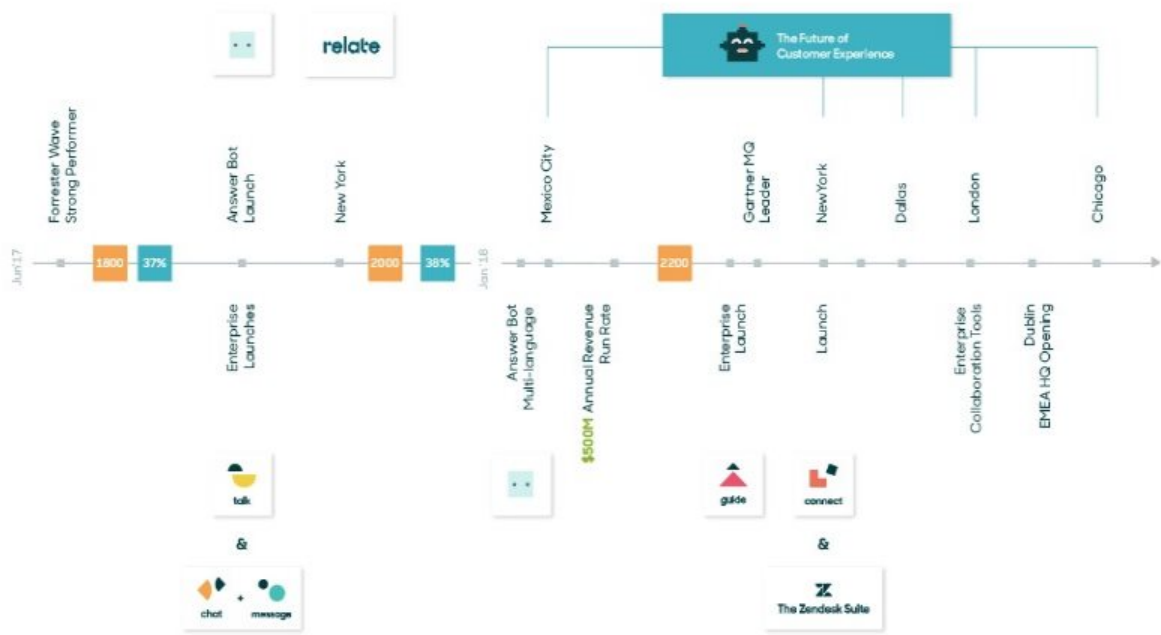 relate
The Future of
Customer Experience
Forrester Wave
Strong Performer
Answer Bot
Launch
New York
Mexico City
Gartner MQ
Leader
New York
Dallas
London
Chicago
Jun'17
1800
37%
2000
38%
Jan '18
2200
Enterprise
Launches
Answer Bot
Multi-language
$500M Annual Revenue
Run Rate
Enterprise
Launch
Launch
Enterprise
Collaboration Tools
Dublin
EMEA HQ Opening
talk
guide
connect
&
&
chat + message
The Zendesk Suite